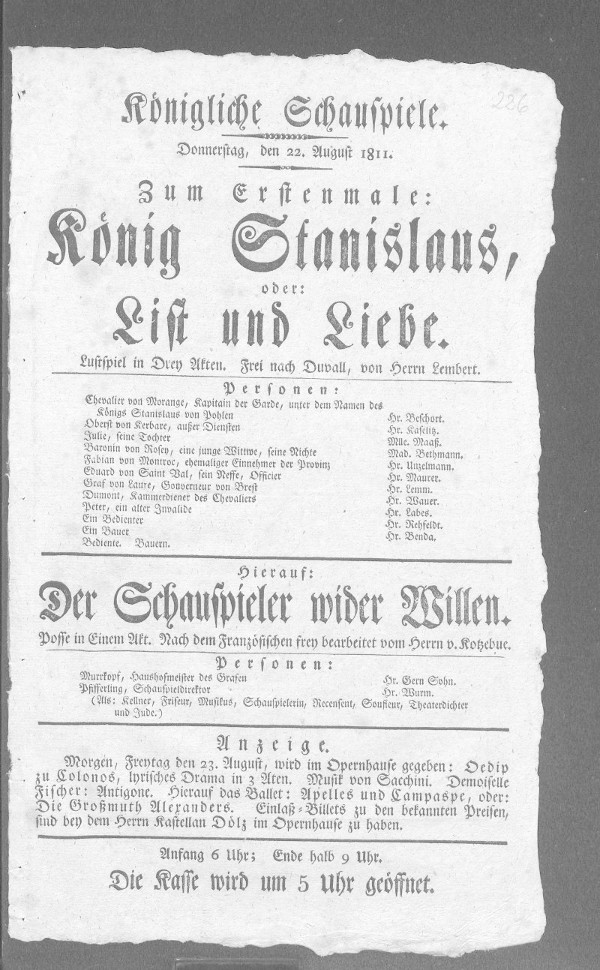 226
Königliche Schauspiele.
Donnerstag, den 22. August 1811.
Zum Erstenmale:
König Stanislaus,
oder:
List und Liebe.
Lustspiel in Drey Akten. Frei nach Duvall, von Herrn Lembert.
Personen:
Chevalier von Morange, Kapitain der Garde, unter dem Namen des
Königs Stanislaus von Pohlen Hr. Beschort.
Oberst von Kerbare, außer Diensten Hr. Kaselitz.
Julie, seine Tochter Mlle. Maaß.
Baronin von Rosey, eine junge Wittwe, seine Nichte Mad. Bethmann.
Fabian von Monroc, ehemaliger Einnehmer der Provinz Hr. Unzelmann.
Eduard von Saint Val, sein Neffe, Officier Hr. Maurer.
Graf von Laure, Gouverneur von Brest Hr. Lemm.
Dumont, Kammerdiener des Chevaliers Hr. Wauer.
Peter, ein alter Invalide Hr. Labes.
Ein Bedienter Hr. Rehfeldt.
Ein Bauer Hr. Benda.
Bediente. Bauern.
Hierauf:
Der Schauspieler wider Willen.
Posse in Einem Akt. Nach dem Französischen frey bearbeitet vom Herrn v. Kotzebue.
Personen:
Murrkopf, Haushofmeister des Grafen Hr. Gern Sohn.
Pfifferling, Schauspieldirektor Hr. Wurm.
(Als: Kellner, Friseur, Musikus, Schauspielerin, Recensent, Soufleur, Theaterdichter
und Jude.)
Anzeige.
Morgen, Freytag den 23. August, wird im Opernhause gegeben: Oedip
zu Colonos, lyrisches Drama in 3 Aten. Musik von Sacchini. Demoiselle
Fischer: Antigone. Hierauf das Ballet: Apelles und Campaspe, oder:
Die Großmuth Alexanders. Einlaß-Billets zu den bekannten Preisen,
sind bey dem Herrn Kastellan Dölz im Opernhause zu haben.
Anfang 6 Uhr; Ende halb 9 Uhr.
Die Kasse wird um 5 Uhr geöffnet.